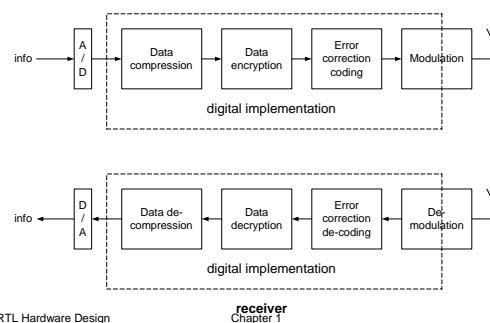 info
A
/
D
Data
compression
Data
encryption
Error
correction
coding
Modulation
digital implementation
info
D
/
A
Data de-
compression
Data
decryption
Error
correction
de-coding
De-
modulation
digital implementation
receiver
RTL Hardware Design
Chapter 1